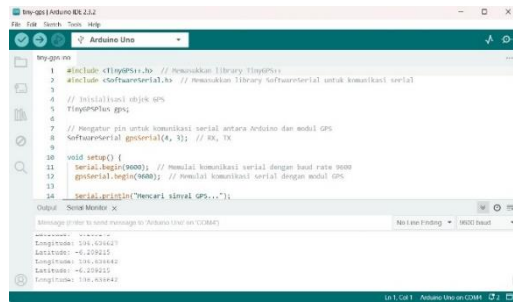 tiny-gps | Arduino IDE 2.3.2
File Edit Sketch Tools Help
Arduino Uno
tiny-gps.ino
1 #include <TinyGPS++.h> // Memasukkan library TinyGPS++
2 #include <SoftwareSerial.h> // Memasukkan library SoftwareSerial untuk komunikasi serial
3
4 // Inisialisasi objek GPS
5 TinyGPSPlus gps;
6
7 // Mengatur pin untuk komunikasi serial antara Arduino dan modul GPS
8 SoftwareSerial gpsSerial(4, 3); // RX, TX
9
10 void setup() {
11 Serial.begin(9600); // Memulai komunikasi serial dengan baud rate 9600
12 gpsSerial.begin(9600); // Memulai komunikasi serial dengan modul GPS
13
14 Serial.println("Mencari sinyal GPS...");
Output Serial Monitor ×
Message (Enter to send message to 'Arduino Uno' on 'COM4')
No Line Ending
9600 baud
Longitude: 106.636627
Latitude: -6.209215
Longitude: 106.636642
Latitude: -6.209215
Longitude: 106.636642
Ln 1, Col 1 Arduino Uno on COM4 2